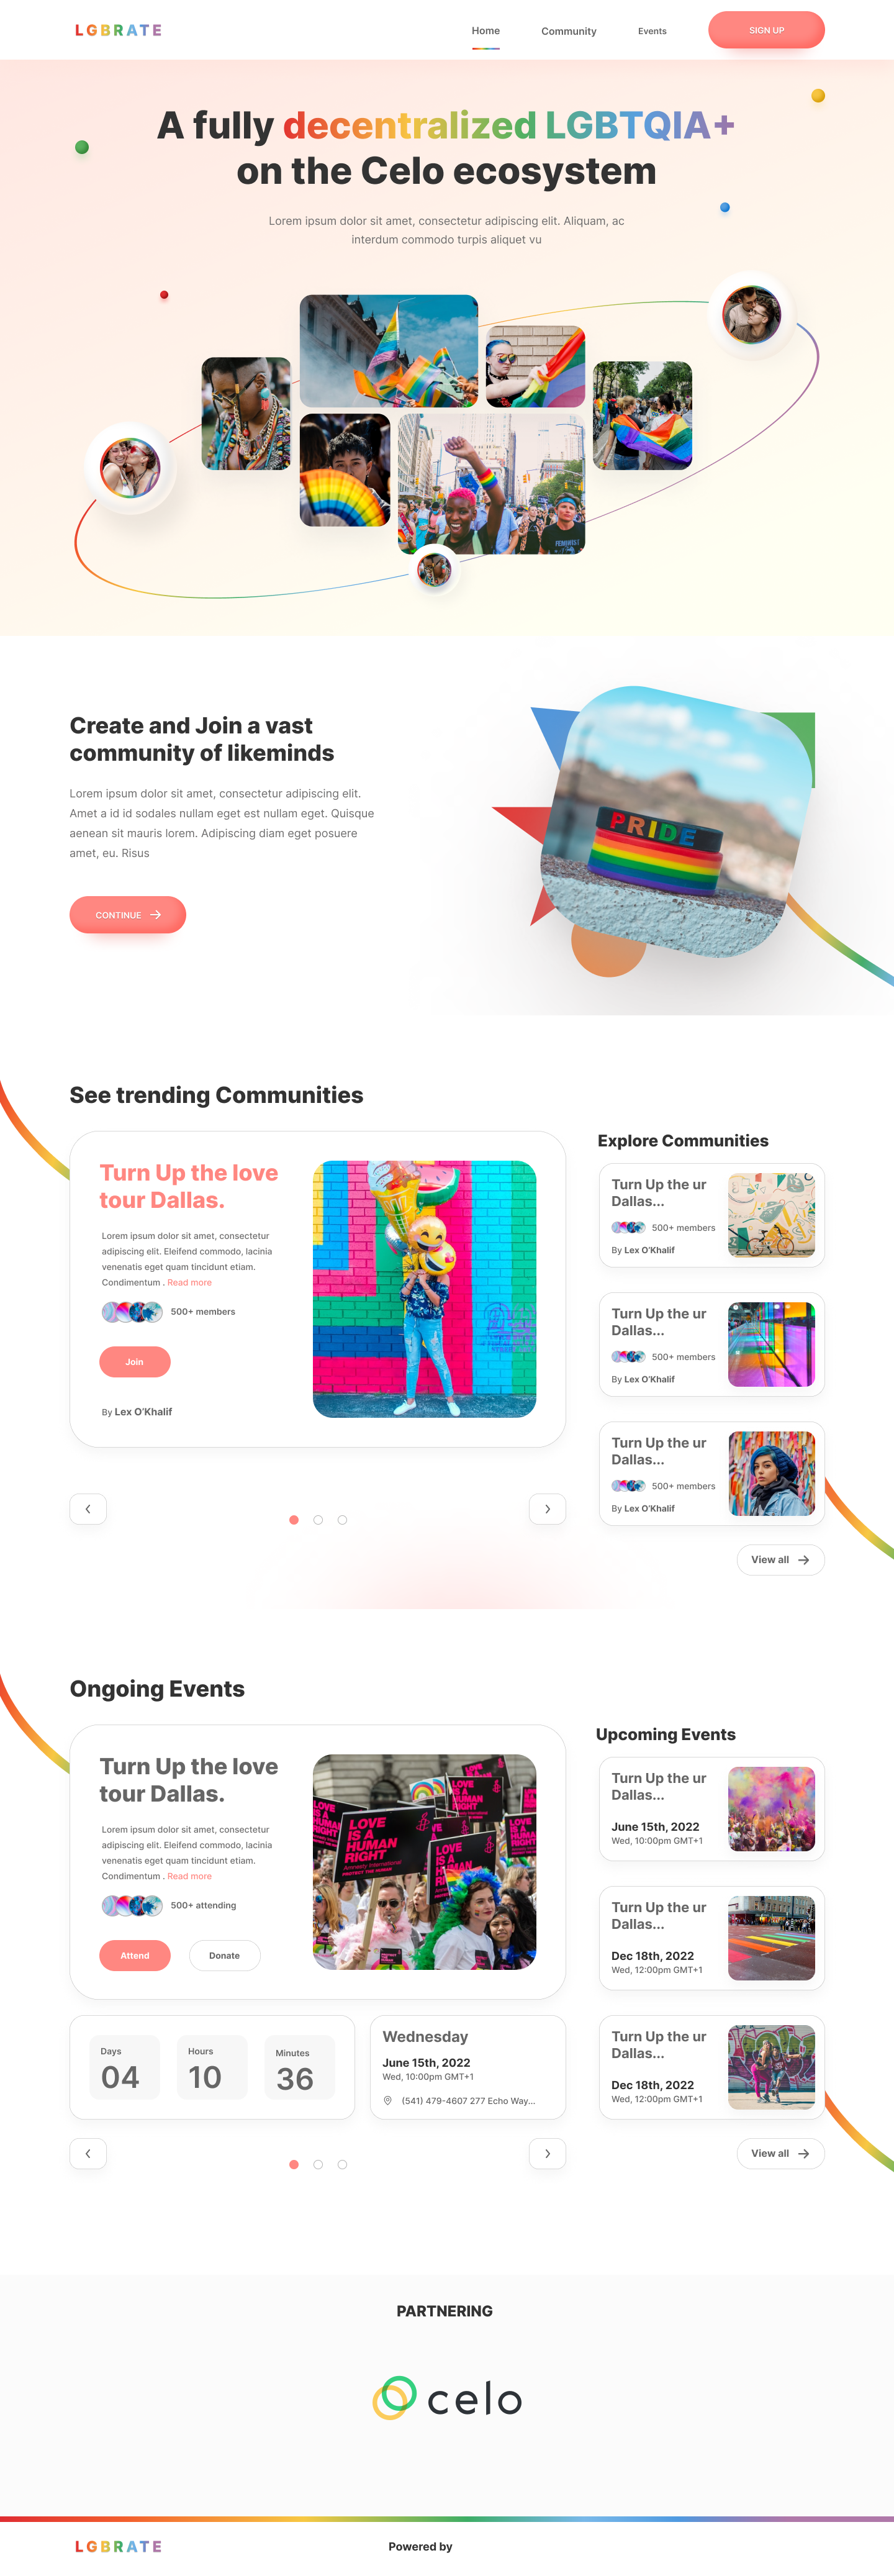 LGBRATE
Home
Community
Events
SIGN UP
A fully decentralized LGBTQIA+
on the Celo ecosystem
Lorem ipsum dolor sit amet, consectetur adipiscing elit. Aliquam, ac
interdum commodo turpis aliquet vu
FEMINIST
Create and Join a vast
community of likeminds
Lorem ipsum dolor sit amet, consectetur adipiscing elit.
Amet a id id sodales nullam eget est nullam eget. Quisque
aenean sit mauris lorem. Adipiscing diam eget posuere
amet, eu. Risus
CONTINUE
PRIDE
See trending Communities
Turn Up the love
tour Dallas.
Lorem ipsum dolor sit amet, consectetur
adipiscing elit. Eleifend commodo, lacinia
venenatis eget quam tincidunt etiam.
Condimentum . Read more
500+ members
Join
By Lex O'Khalif
Explore Communities
Turn Up the ur
Dallas...
500+ members
By Lex O'Khalif
Turn Up the ur
Dallas...
500+ members
By Lex O'Khalif
Turn Up the ur
Dallas...
500+ members
By Lex O'Khalif
View all
Ongoing Events
Turn Up the love
tour Dallas.
Lorem ipsum dolor sit amet, consectetur
adipiscing elit. Eleifend commodo, lacinia
venenatis eget quam tincidunt etiam.
Condimentum . Read more
500+ attending
Attend
Donate
LOVE
IS A
HUMAN
RIGHT
Amnesty International
PROTECT THE HUMAN
Days
04
Hours
10
Minutes
36
Wednesday
June 15th, 2022
Wed, 10:00pm GMT+1
(541) 479-4607 277 Echo Way...
Upcoming Events
Turn Up the ur
Dallas...
June 15th, 2022
Wed, 10:00pm GMT+1
Turn Up the ur
Dallas...
Dec 18th, 2022
Wed, 12:00pm GMT+1
Turn Up the ur
Dallas...
Dec 18th, 2022
Wed, 12:00pm GMT+1
View all
PARTNERING
celo
LGBRATE
Powered by